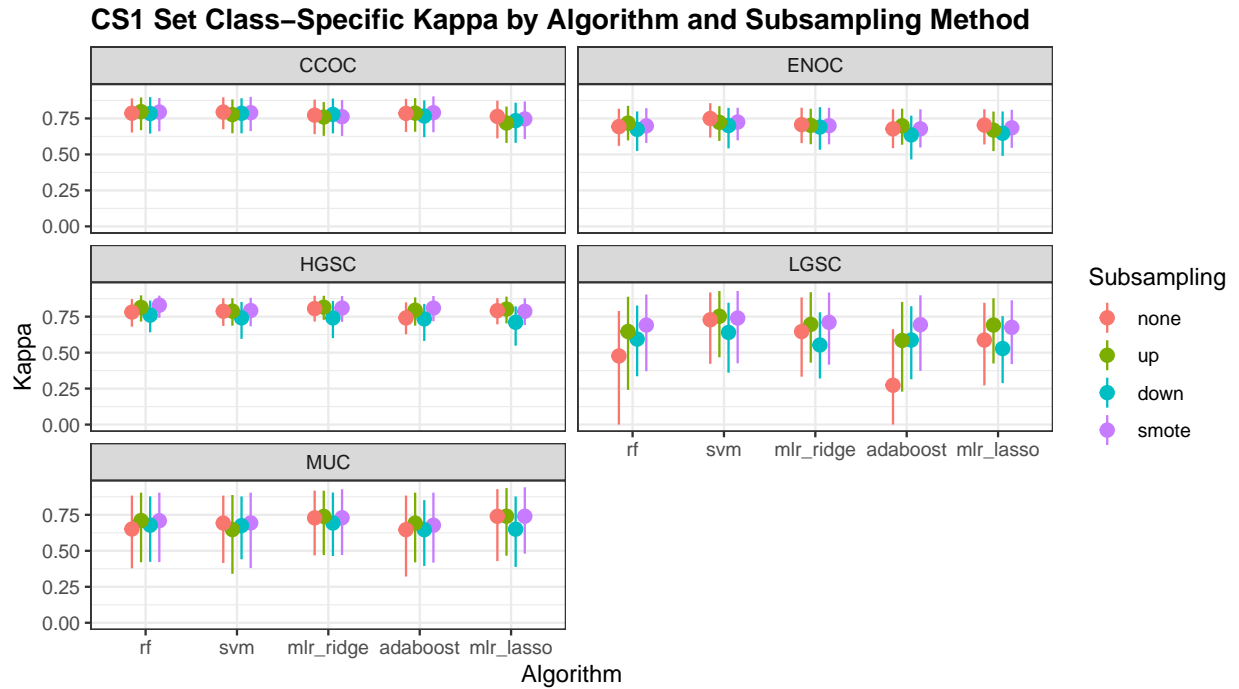 CS1 Set Class−Specific Kappa by Algorithm and Subsampling Method
CCOC
ENOC
0.75
0.50
0.25
0.00
HGSC
LGSC
0.75
0.50
0.25
0.00
rf svm mlr_ridge adaboost mlr_lasso
MUC
0.75
0.50
0.25
0.00
rf svm mlr_ridge adaboost mlr_lasso
Algorithm
Kappa
Subsampling
none
up
down
smote